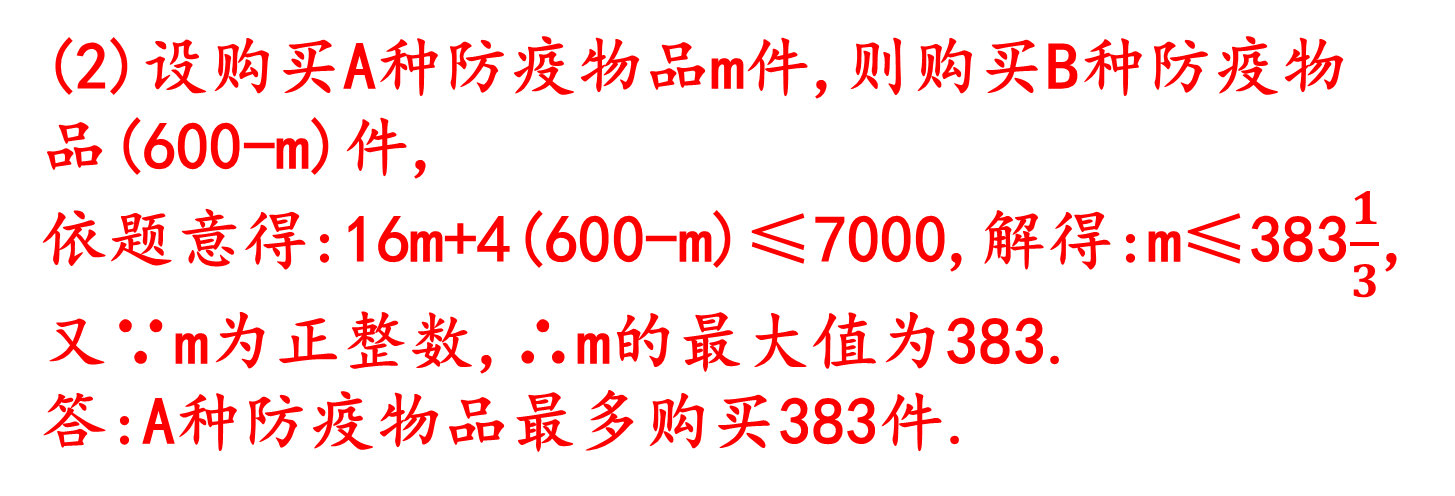 (2)设购买A种防疫物品m件,则购买B种防疫物
品(600-m)件,
依题意得:16m+4(600-m)≤7000,解得:m≤383$\frac{1}{3}$,
又∵m为正整数,∴m的最大值为383.
答:A种防疫物品最多购买383件.